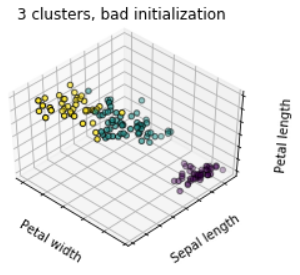 3 clusters, bad initialization
Petal width
Sepal length
Petal length